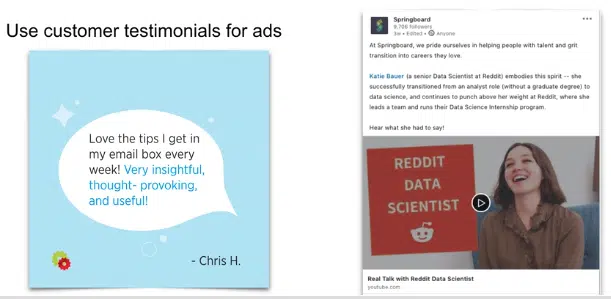 Use customer testimonials for ads
Love the tips I get in
my email box every
week! Very insightful,
thought- provoking,
and useful!
- Chris H.
Springboard
9,708 followers
3w • Edited •
Anyone
At Springboard, we pride ourselves in helping people with talent and grit
transition into careers they love.
Katie Bauer (a senior Data Scientist at Reddit) embodies this spirit -- she
successfully transitioned from an analyst role (without a graduate degree) to
data science, and continues to punch above her weight at Reddit, where she
leads a team and runs their Data Science Internship program.
Hear what she had to say!
REDDIT
DATA
SCIENTIST
Real Talk with Reddit Data Scientist
youtube.com